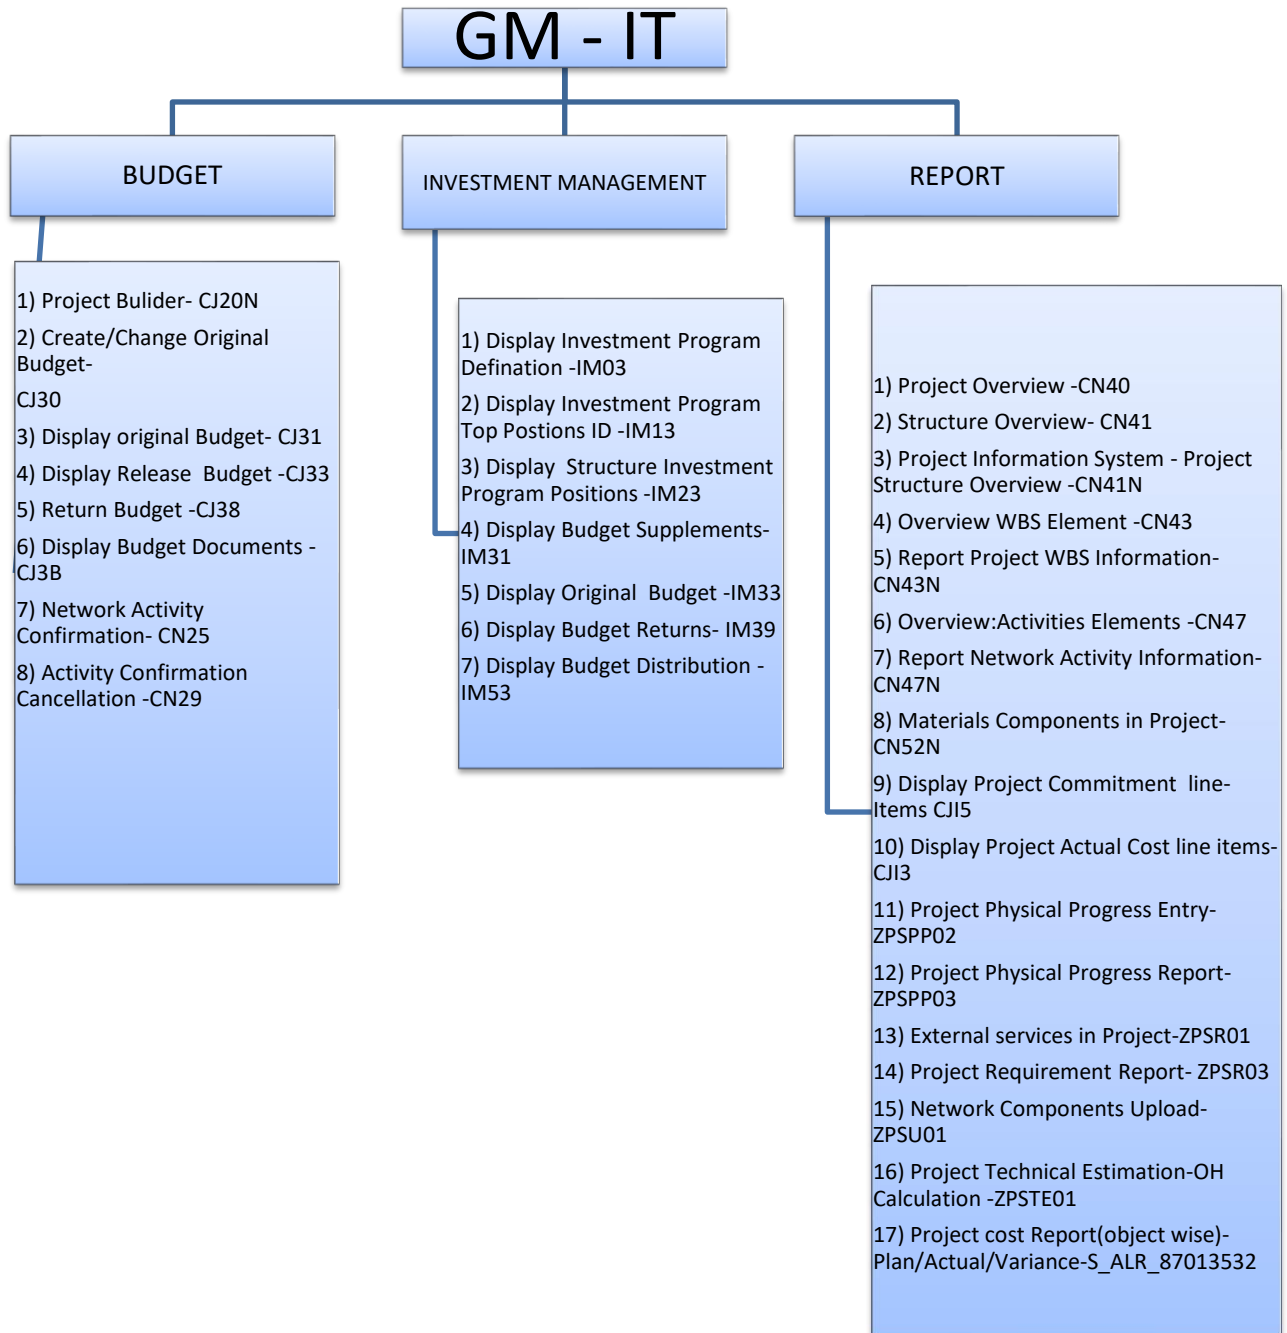 GM - IT
BUDGET
INVESTMENT MANAGEMENT
REPORT
1) Project Bulider- CJ20N
2) Create/Change Original
Budget-
CJ30
3) Display original Budget- CJ31
4) Display Release  Budget -CJ33
5) Return Budget -CJ38
6) Display Budget Documents -
CJ3B
7) Network Activity
Confirmation- CN25
8) Activity Confirmation
Cancellation -CN29
1) Display Investment Program
Defination -IM03
2) Display Investment Program
Top Postions ID -IM13
3) Display  Structure Investment
Program Positions -IM23
4) Display Budget Supplements-
IM31
5) Display Original  Budget -IM33
6) Display Budget Returns- IM39
7) Display Budget Distribution -
IM53
1) Project Overview -CN40
2) Structure Overview- CN41
3) Project Information System - Project
Structure Overview -CN41N
4) Overview WBS Element -CN43
5) Report Project WBS Information-
CN43N
6) Overview:Activities Elements -CN47
7) Report Network Activity Information-
CN47N
8) Materials Components in Project-
CN52N
9) Display Project Commitment  line-
Items CJI5
10) Display Project Actual Cost line items-
CJI3
11) Project Physical Progress Entry-
ZPSPP02
12) Project Physical Progress Report-
ZPSPP03
13) External services in Project-ZPSR01
14) Project Requirement Report- ZPSR03
15) Network Components Upload-
ZPSU01
16) Project Technical Estimation-OH
Calculation -ZPSTE01
17) Project cost Report(object wise)-
Plan/Actual/Variance-S_ALR_87013532